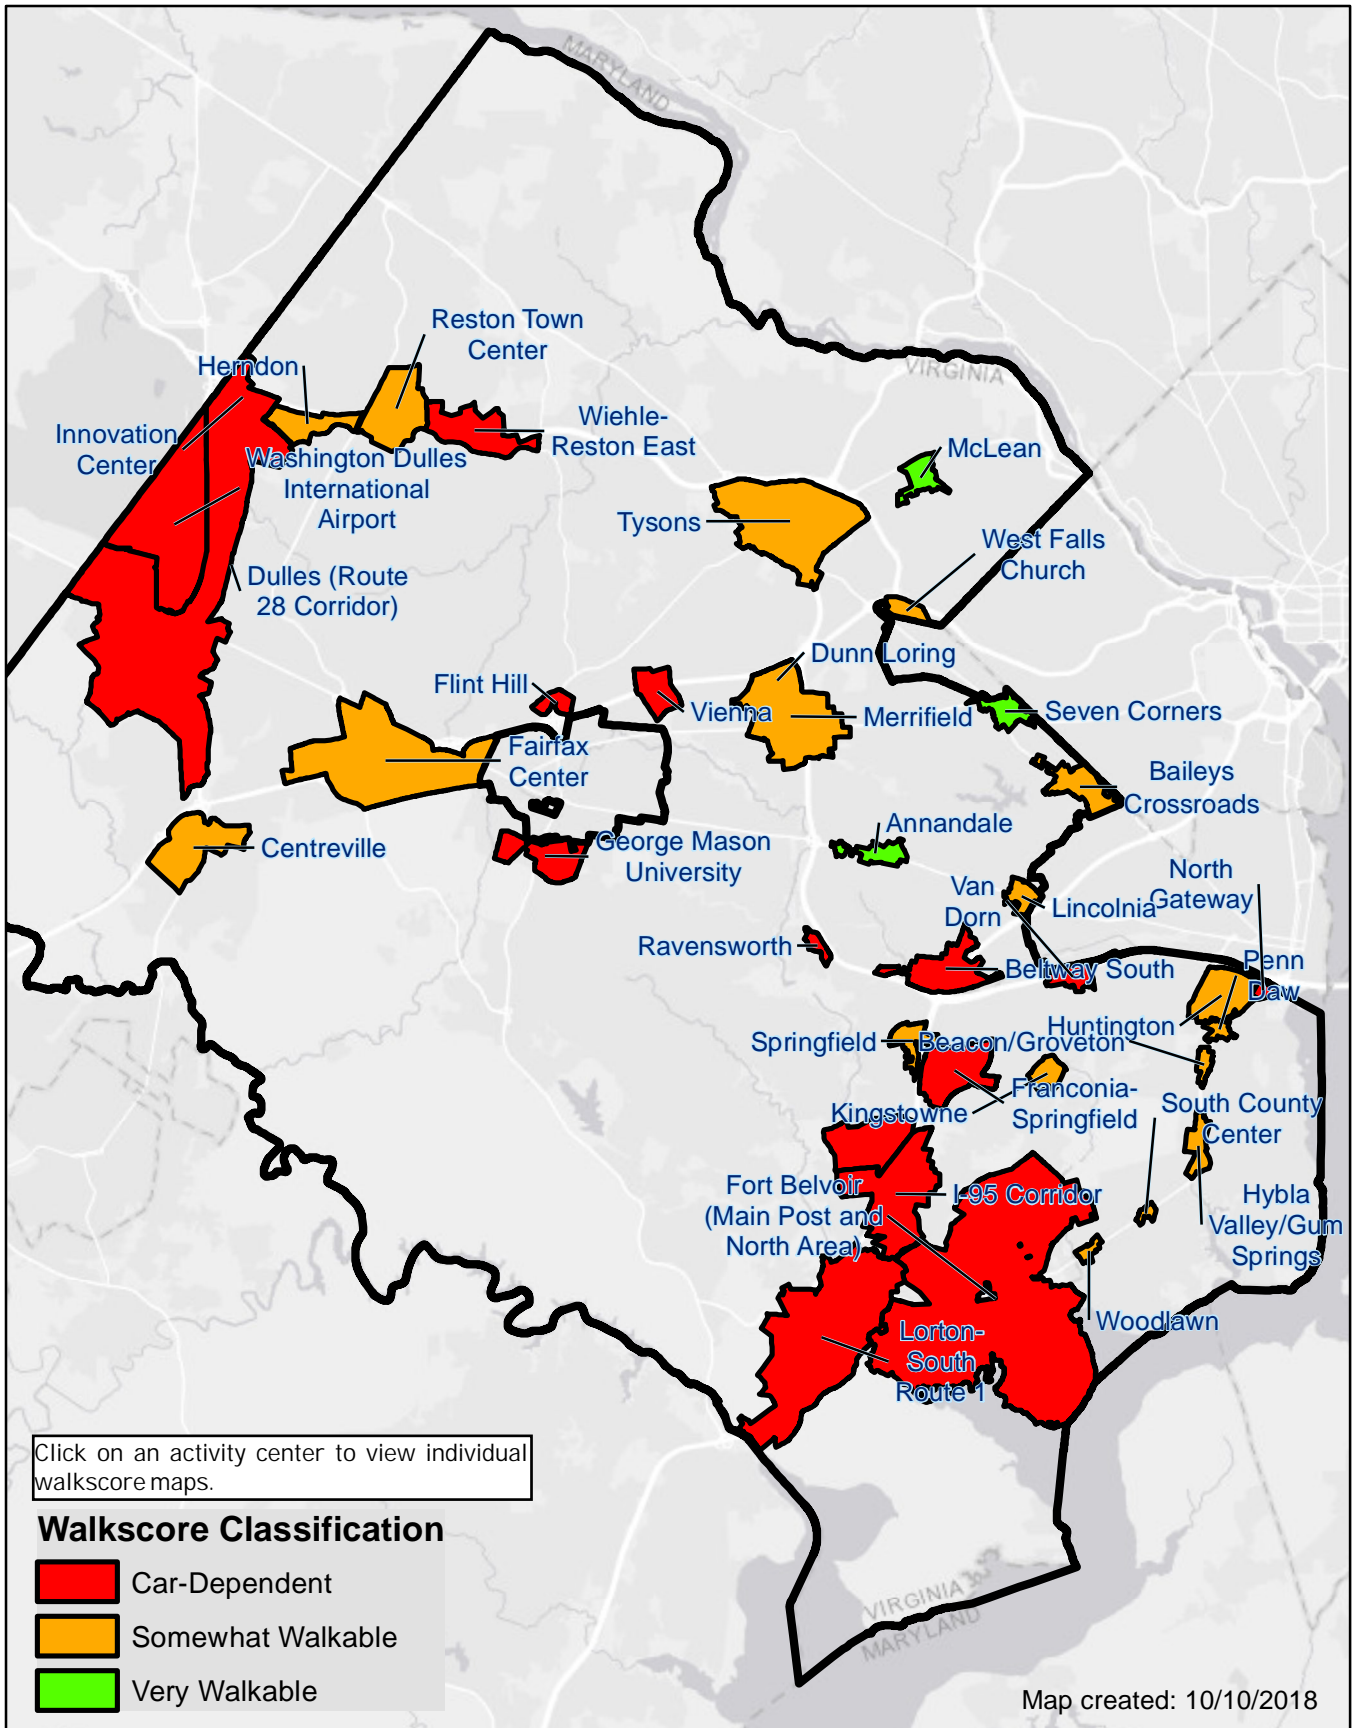 MARYLAND
Reston Town
Center
Herndon
VIRGINIA
Wiehle-
Reston East
Innovation
Center
McLean
Washington Dulles
International
Airport
Tysons
West Falls
Church
Dulles (Route
28 Corridor)
Dunn Loring
Flint Hill
Vienna
Merrifield
Seven Corners
Fairfax
Center
Baileys
Crossroads
Annandale
Centreville
George Mason
University
North
Gateway
Van
Dorn
Lincolnia
Ravensworth
Beltway South
Penn
Daw
Huntington
Springfield
Beacon/Groveton
Franconia-
Springfield
Kingstowne
South County
Center
Fort Belvoir
(Main Post and
North Area)
I-95 Corridor
Hybla
Valley/Gum
Springs
Woodlawn
Lorton-
South
Route 1
Click on an activity center to view individual
walkscore maps.
Walkscore Classification
Car-Dependent
Somewhat Walkable
Very Walkable
VIRGINIA
MARYLAND
Map created: 10/10/2018